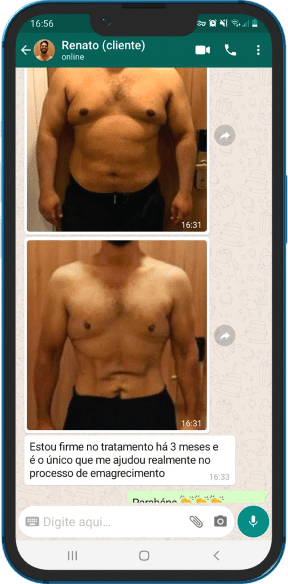 16:56
Renato (cliente)
online
16:31
16:31
Estou firme no tratamento há 3 meses e
é o único que me ajudou realmente no
processo de emagrecimento
16:33
Parabéns
Digite aqui...